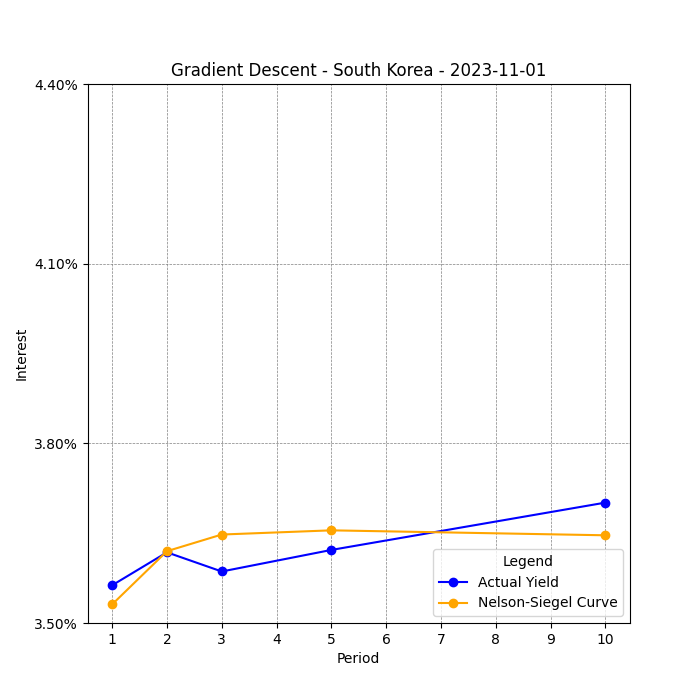 Gradient Descent - South Korea - 2023-11-01
4.40%
4.10%
3.80%
3.50%
Interest
1 2 3 4 5 6 7 8 9 10
Period
Legend
Actual Yield
Nelson-Siegel Curve